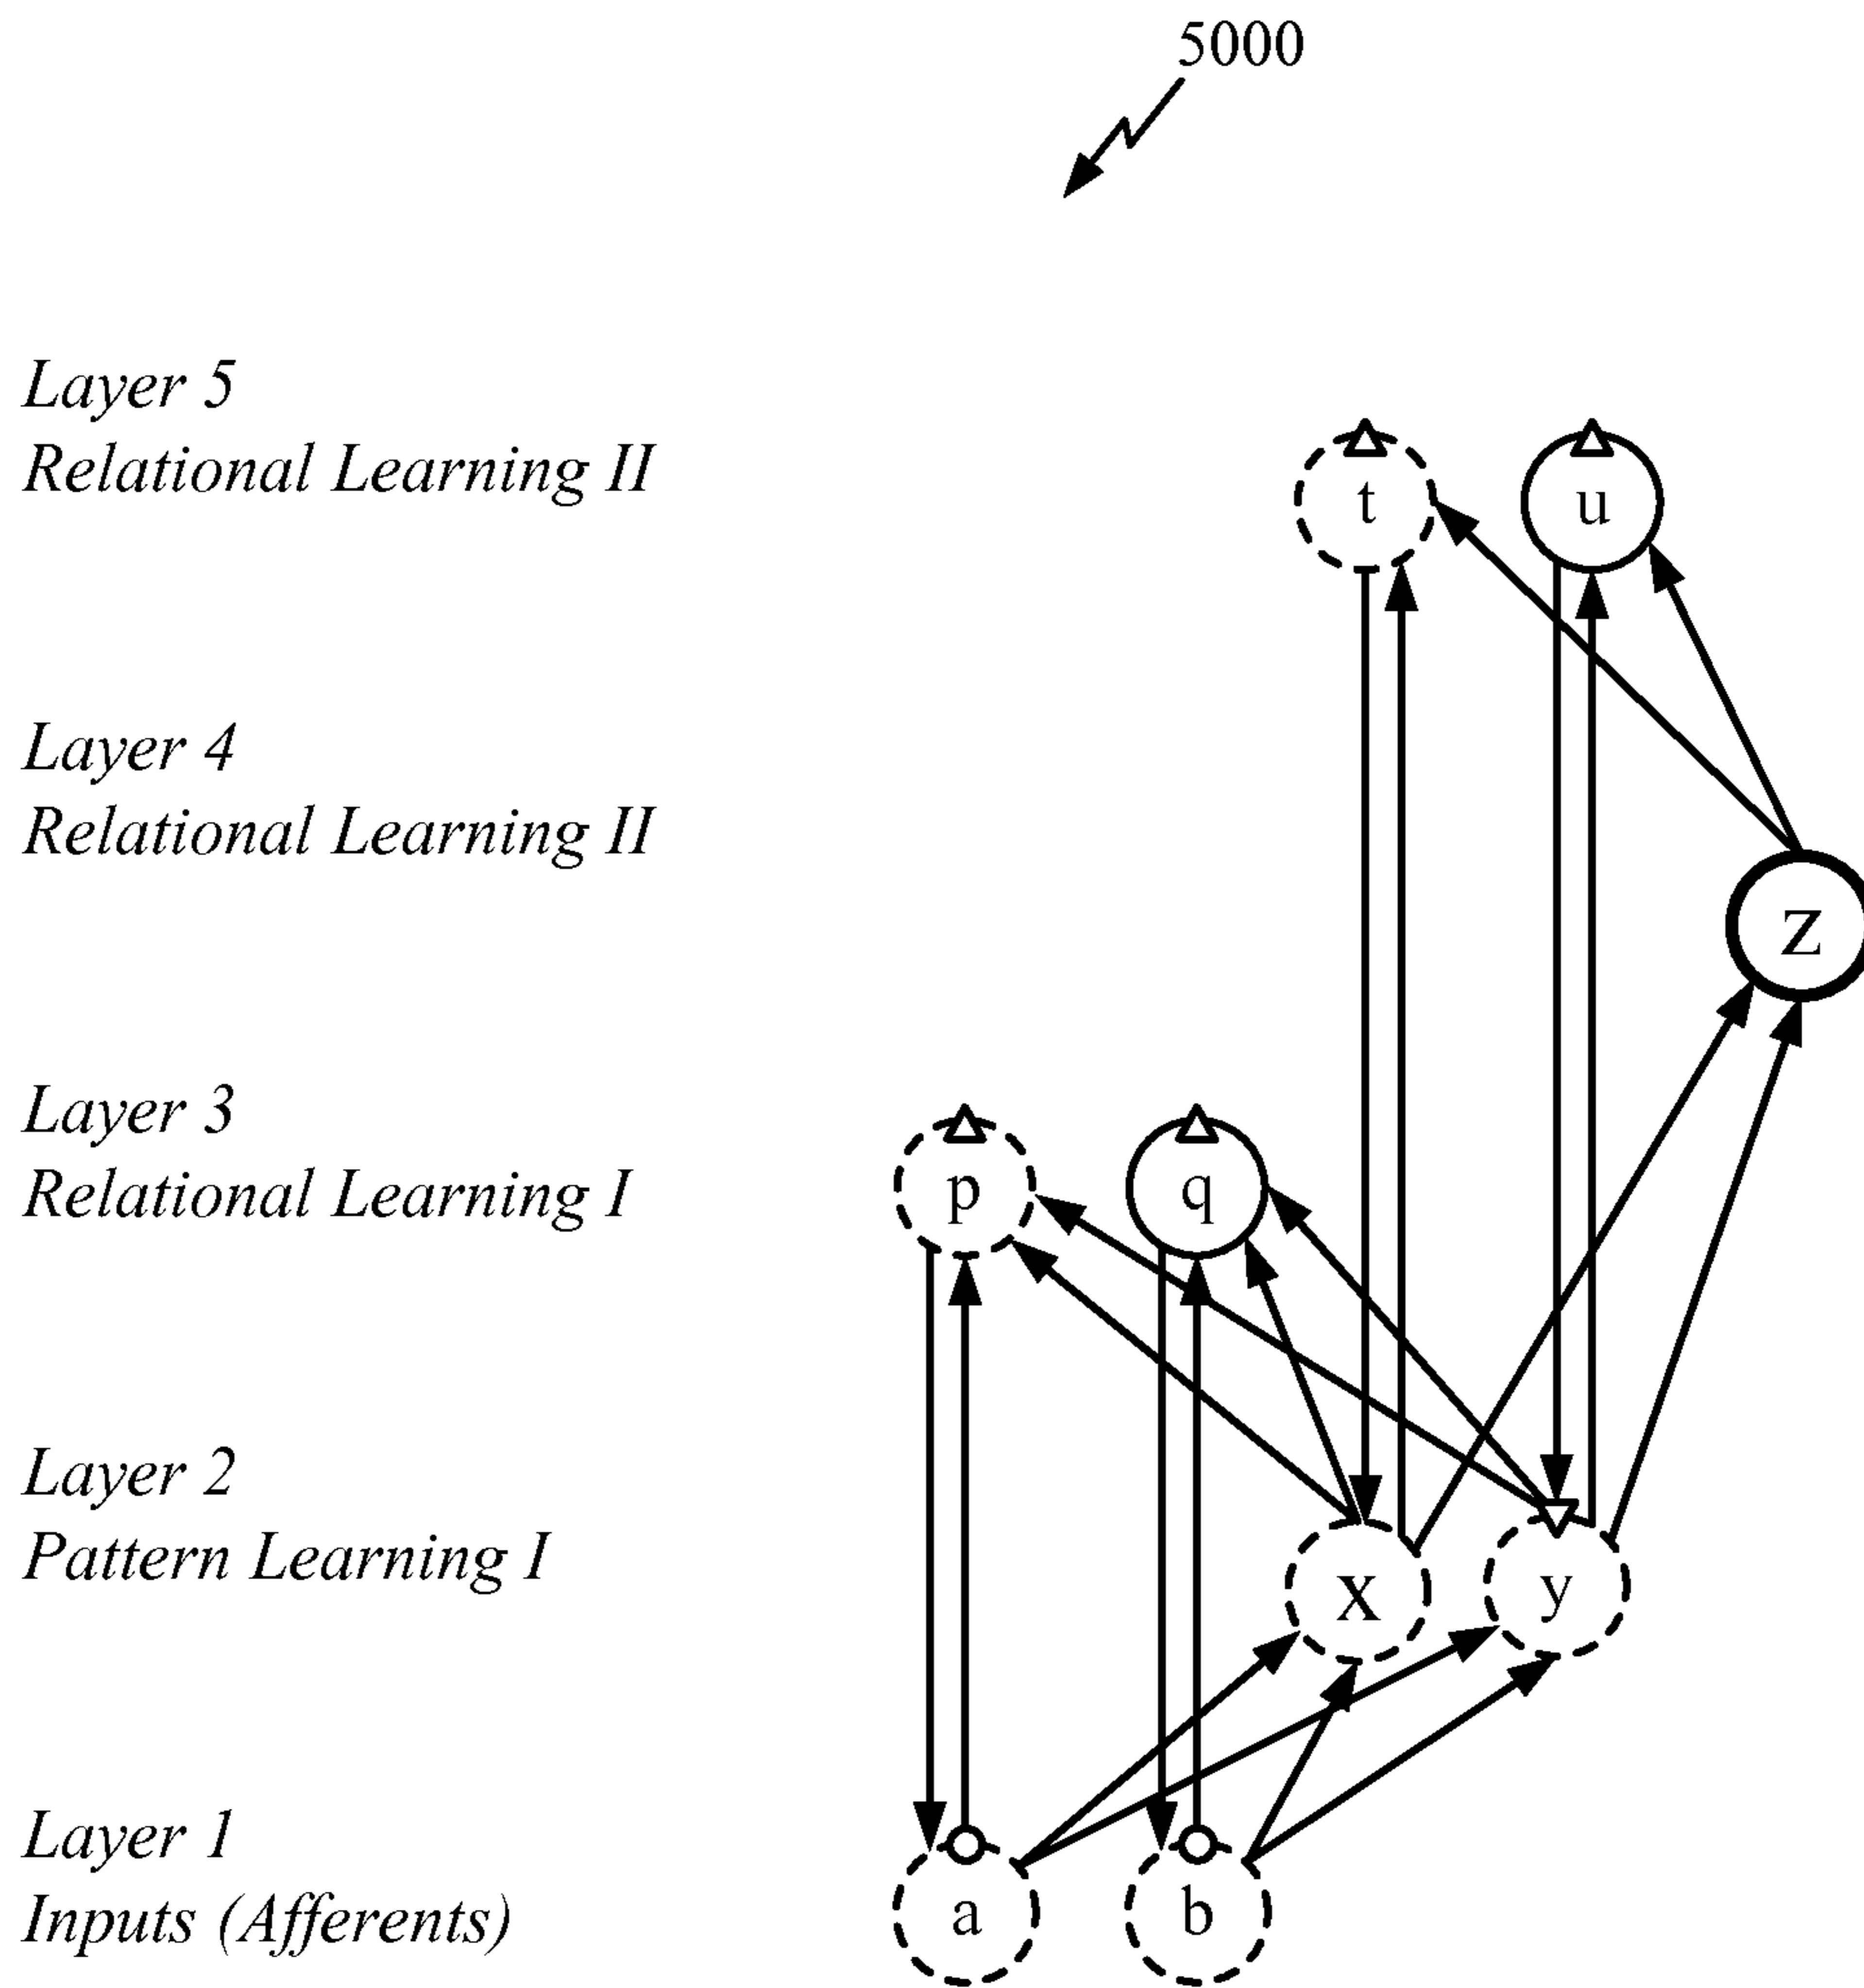 5000
Layer 5
Relational Learning II
t u
Layer 4
Relational Learning II
z
Layer 3
Relational Learning I
p q
Layer 2
Pattern Learning I
x y
Layer 1
Inputs (Afferents)
a b